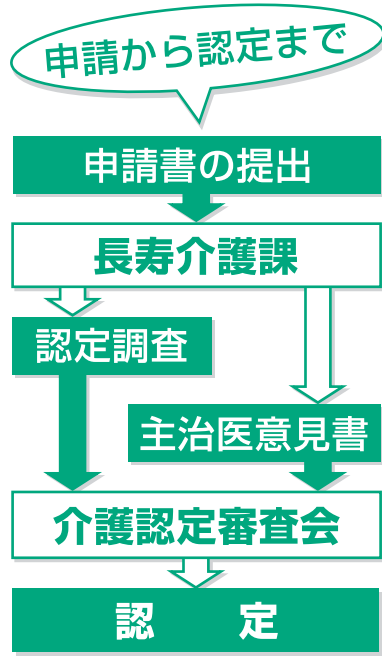 申請から認定まで
申請書の提出
長寿介護課
認定調査
主治医意見書
介護認定審査会
認　　定